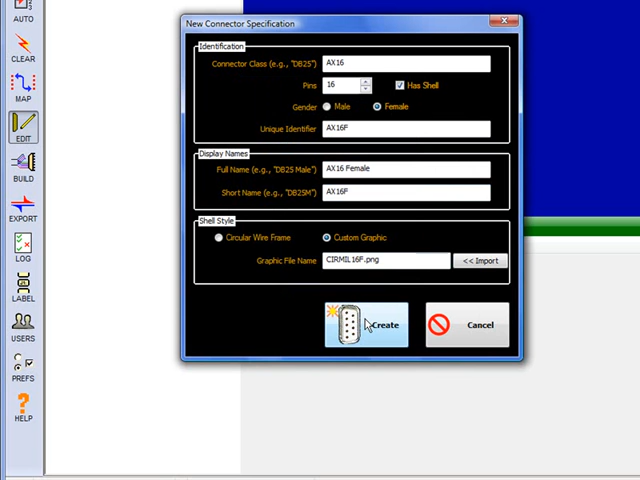 AUTO
CLEAR
MAP
EDIT
BUILD
EXPORT
LOG
LABEL
USERS
PREFS
HELP
New Connector Specification
Identification
Connector Class (e.g., "DB25") AX16
Pins 16 Has Shell
Gender Male Female
Unique Identifier AX16F
Display Names
Full Name (e.g., "DB25 Male") AX16 Female
Short Name (e.g., "DB25M") AX16F
Shell Style
Circular Wire Frame Custom Graphic
Graphic File Name CIRMIL16F.png << Import
Create Cancel